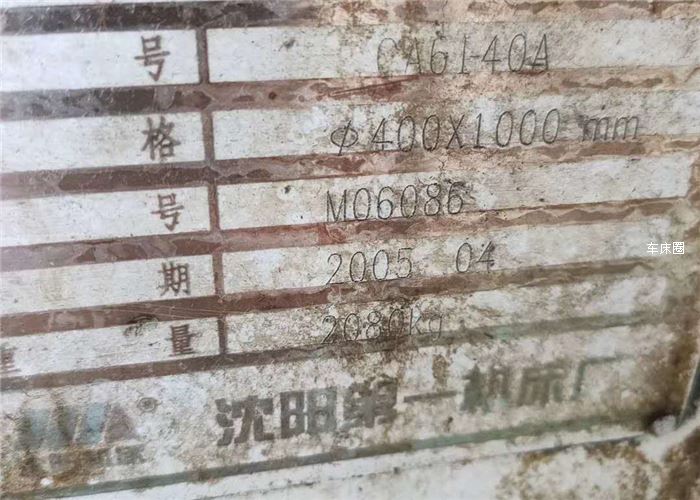 号 CA6140A
格 Φ400X1000 mm
号 M06086
车床圈
期 2005 04
重量 2080kg
® 沈阳第一机床厂